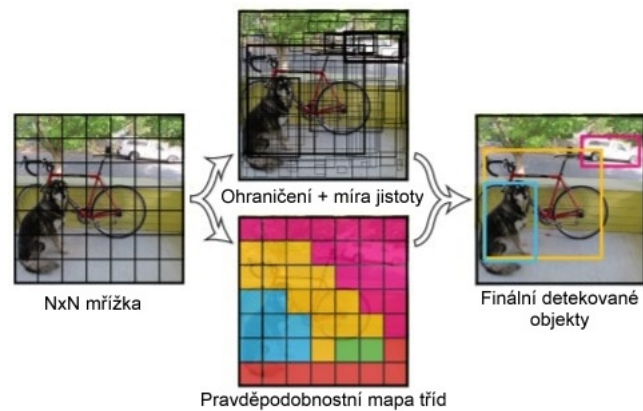 Ohraničení + míra jistoty
NxN mřížka
Finální detekované
objekty
Pravděpodobnostní mapa tříd